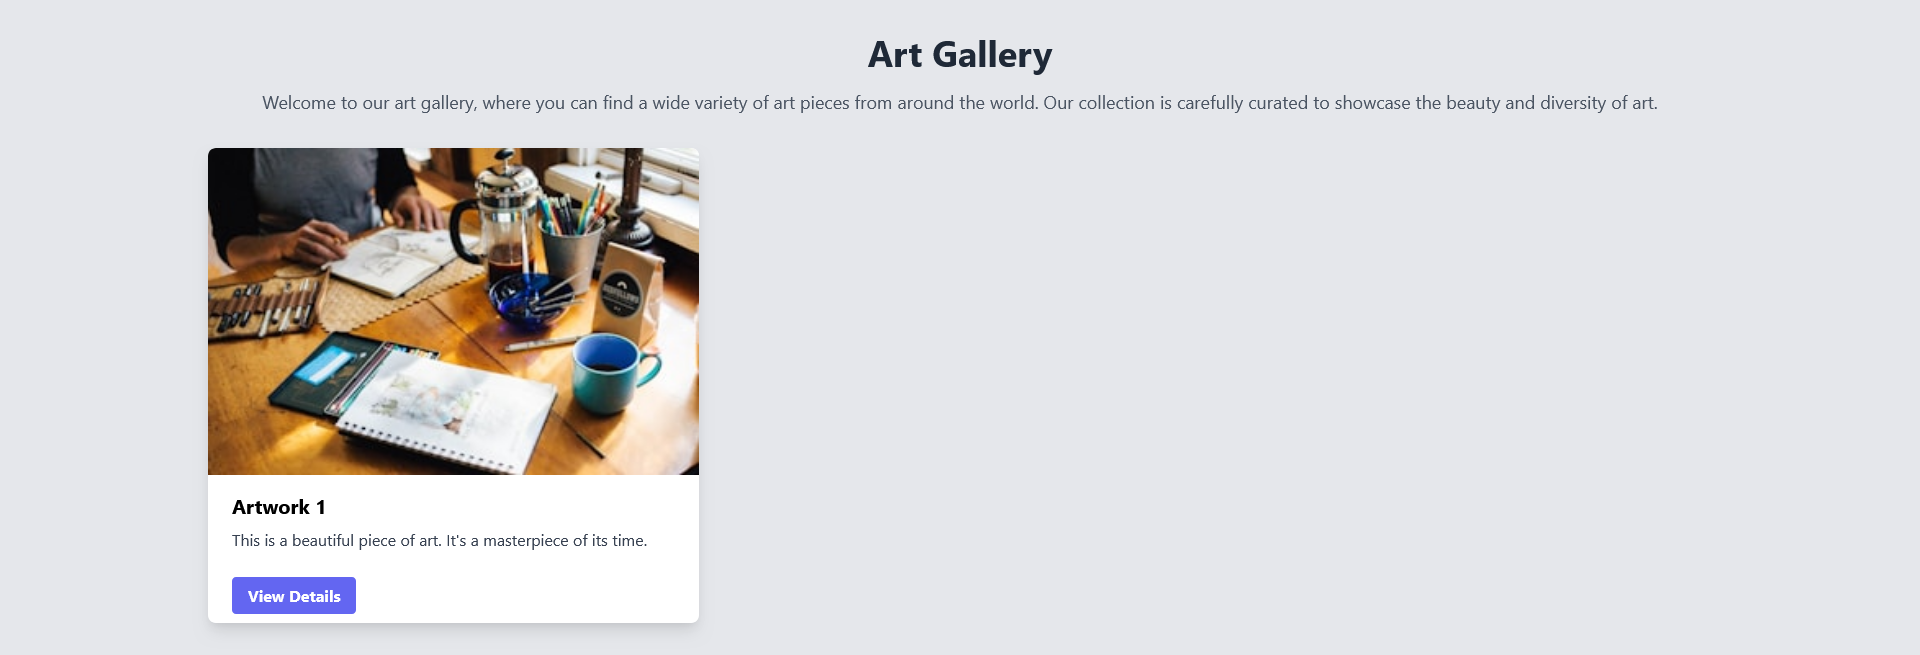 Art Gallery
Welcome to our art gallery, where you can find a wide variety of art pieces from around the world. Our collection is carefully curated to showcase the beauty and diversity of art.
Artwork 1
This is a beautiful piece of art. It's a masterpiece of its time.
View Details